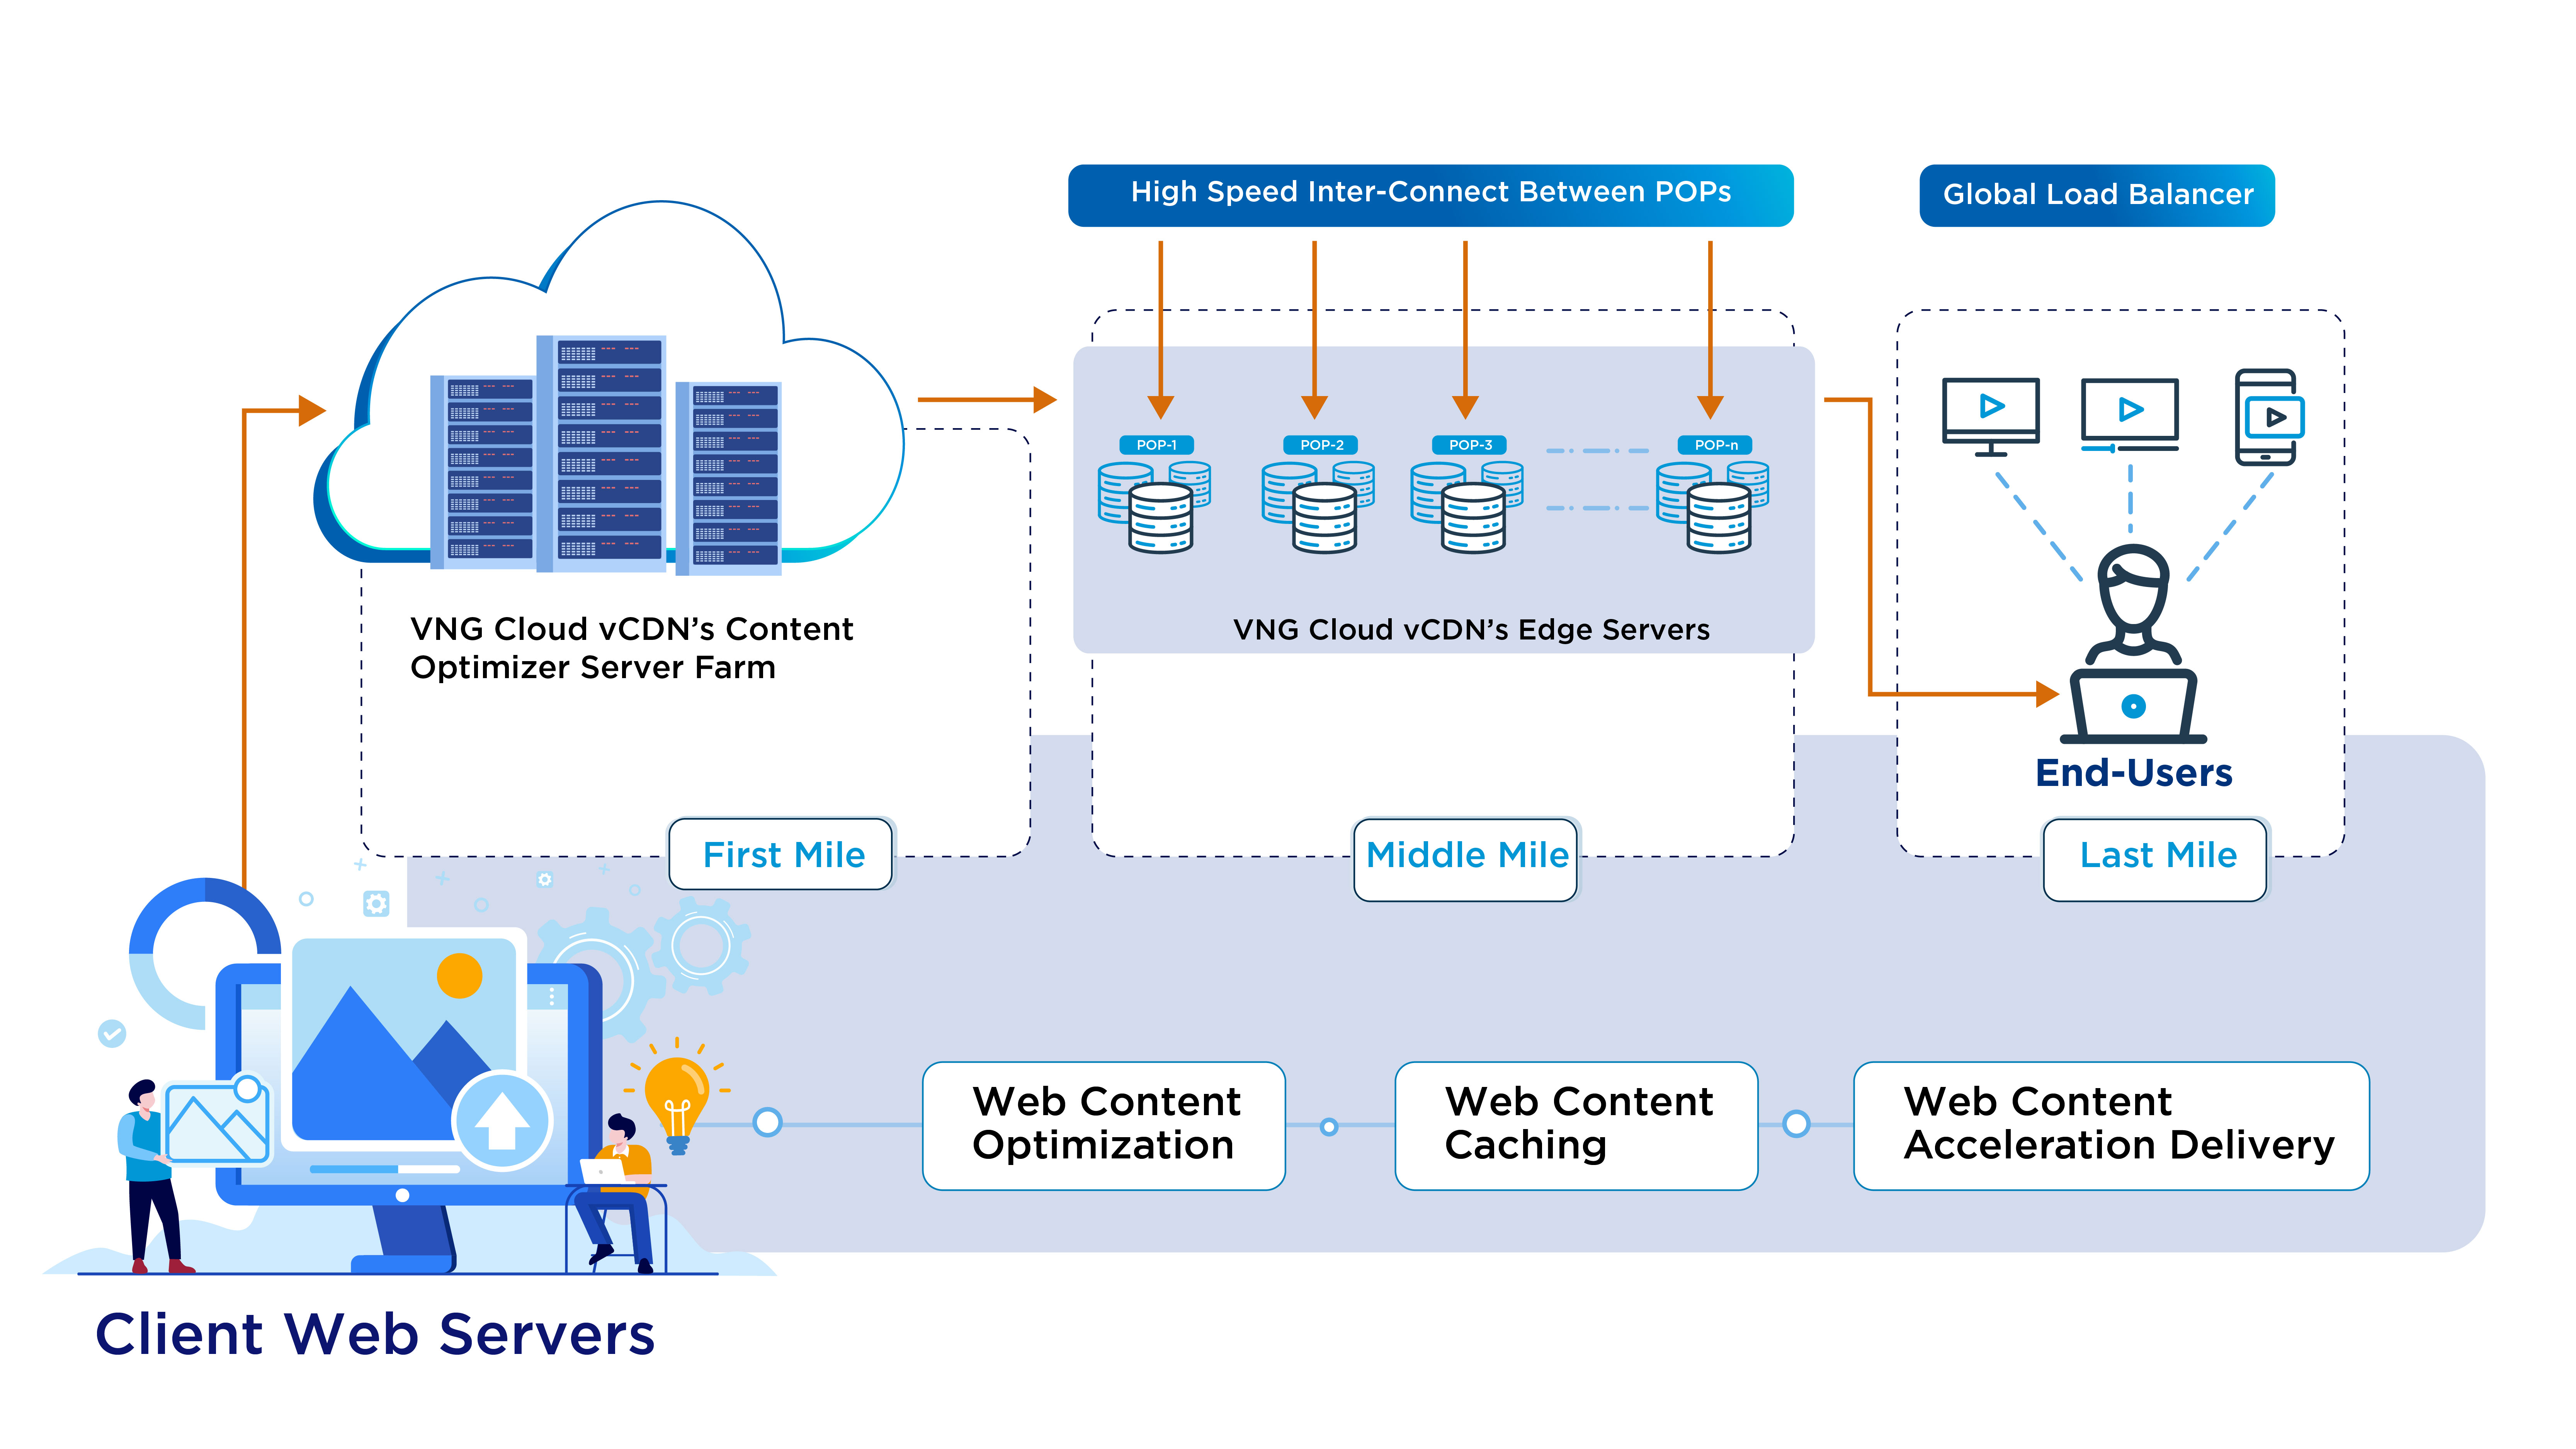 High Speed Inter-Connect Between POPs
Global Load Balancer
POP-1
POP-2
POP-3
POP-n
VNG Cloud vCDN’s Content
Optimizer Server Farm
VNG Cloud vCDN’s Edge Servers
End-Users
First Mile
Middle Mile
Last Mile
Web Content
Optimization
Web Content
Caching
Web Content
Acceleration Delivery
Client Web Servers